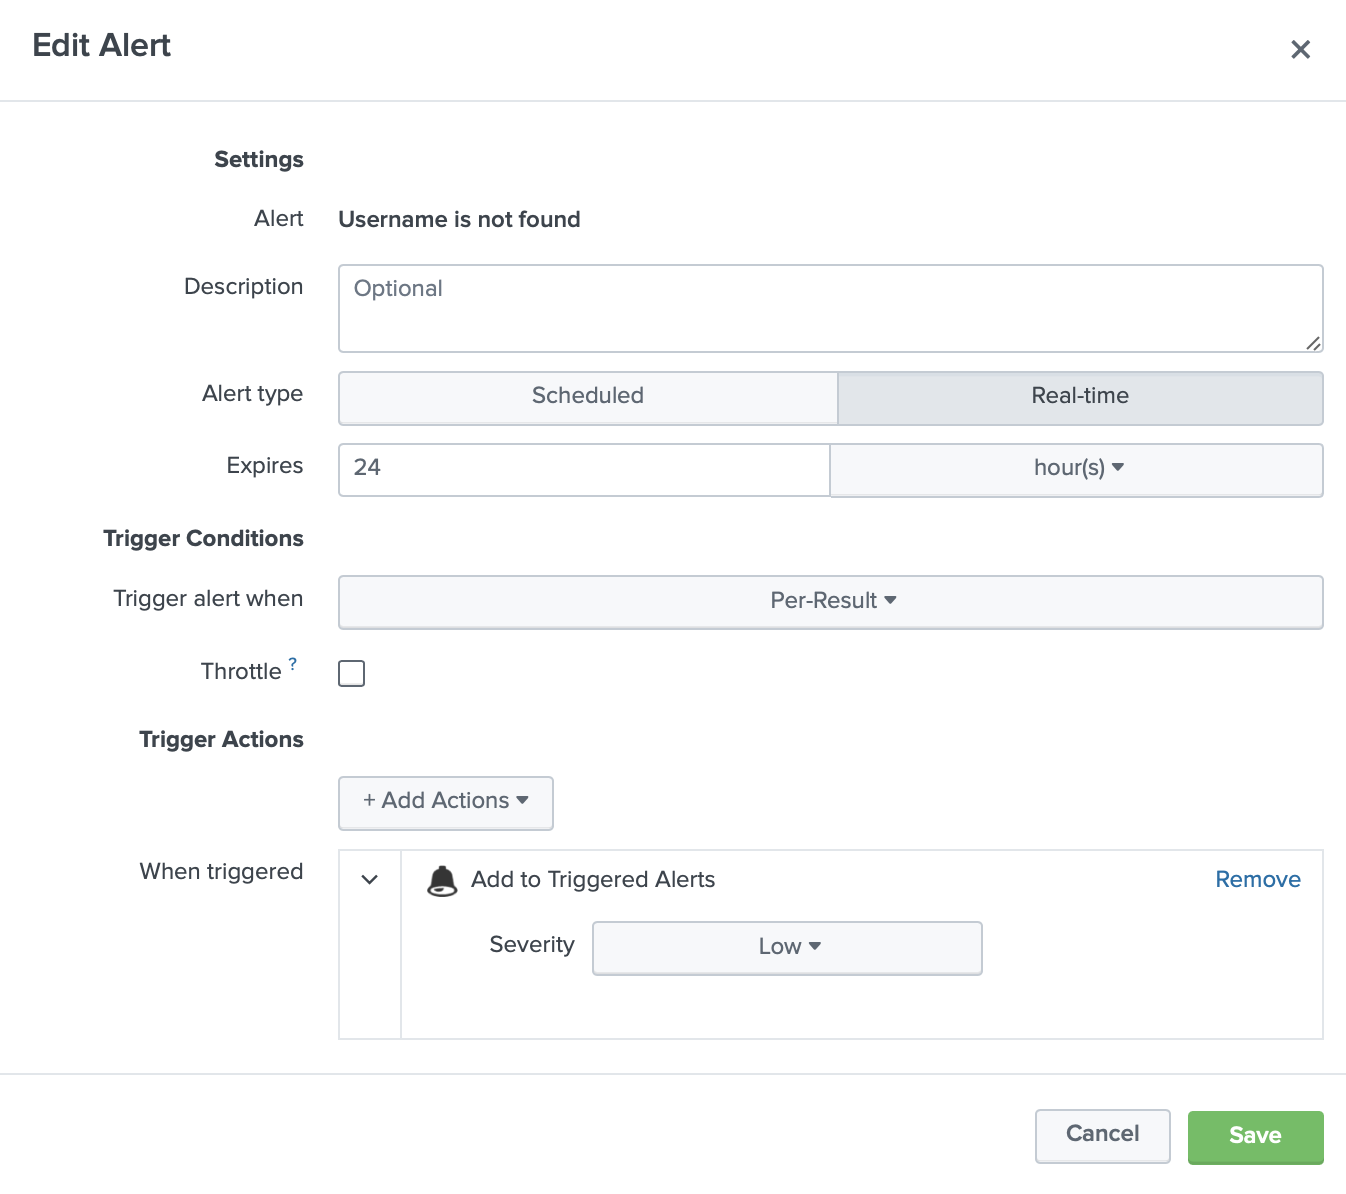 Edit Alert
Settings
Alert Username is not found
Description Optional
Alert type Scheduled Real-time
Expires 24 hour(s)
Trigger Conditions
Trigger alert when Per-Result
Throttle ?
Trigger Actions
+ Add Actions
When triggered Add to Triggered Alerts Remove
Severity Low
Cancel Save